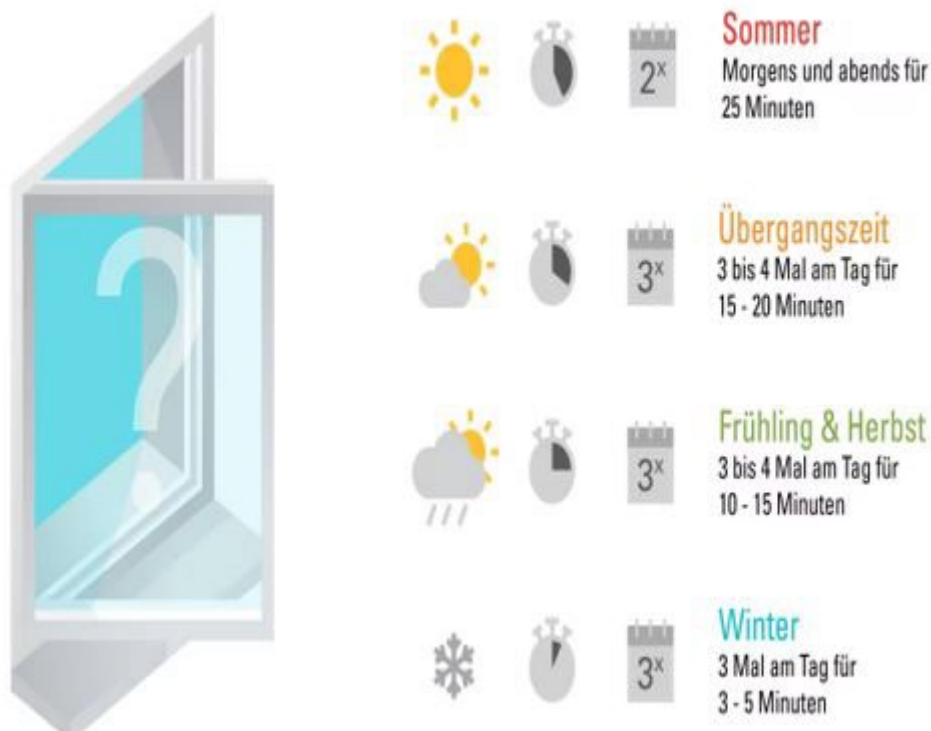 ?
2x
Sommer
Morgens und abends für
25 Minuten
3x
Übergangszeit
3 bis 4 Mal am Tag für
15 - 20 Minuten
3x
Frühling & Herbst
3 bis 4 Mal am Tag für
10 - 15 Minuten
3x
Winter
3 Mal am Tag für
3 - 5 Minuten